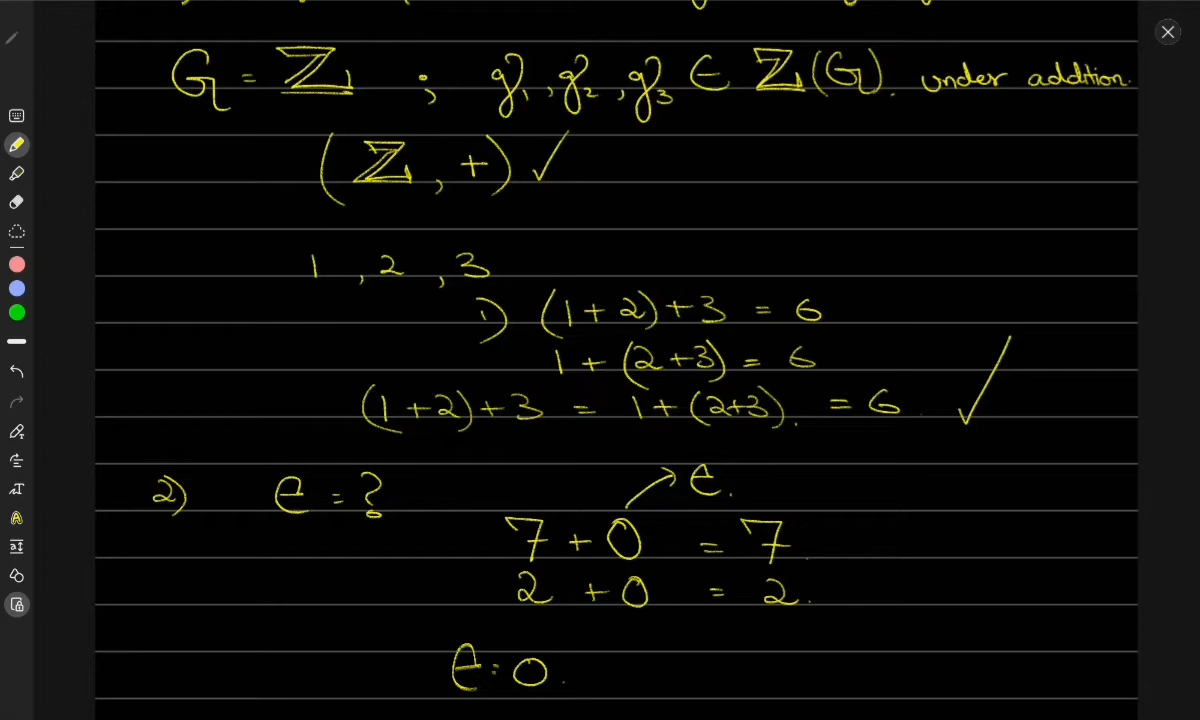 G = ℤ ; g₁, g₂, g₃ ∈ ℤ(G). under addition.
(ℤ, +) ✓
1, 2, 3
1) (1+2)+3 = 6
1+(2+3) = 6
(1+2)+3 = 1+(2+3). = 6 ✓
2) e = ? → e.
7+0 = 7
2+0 = 2.
e = 0.